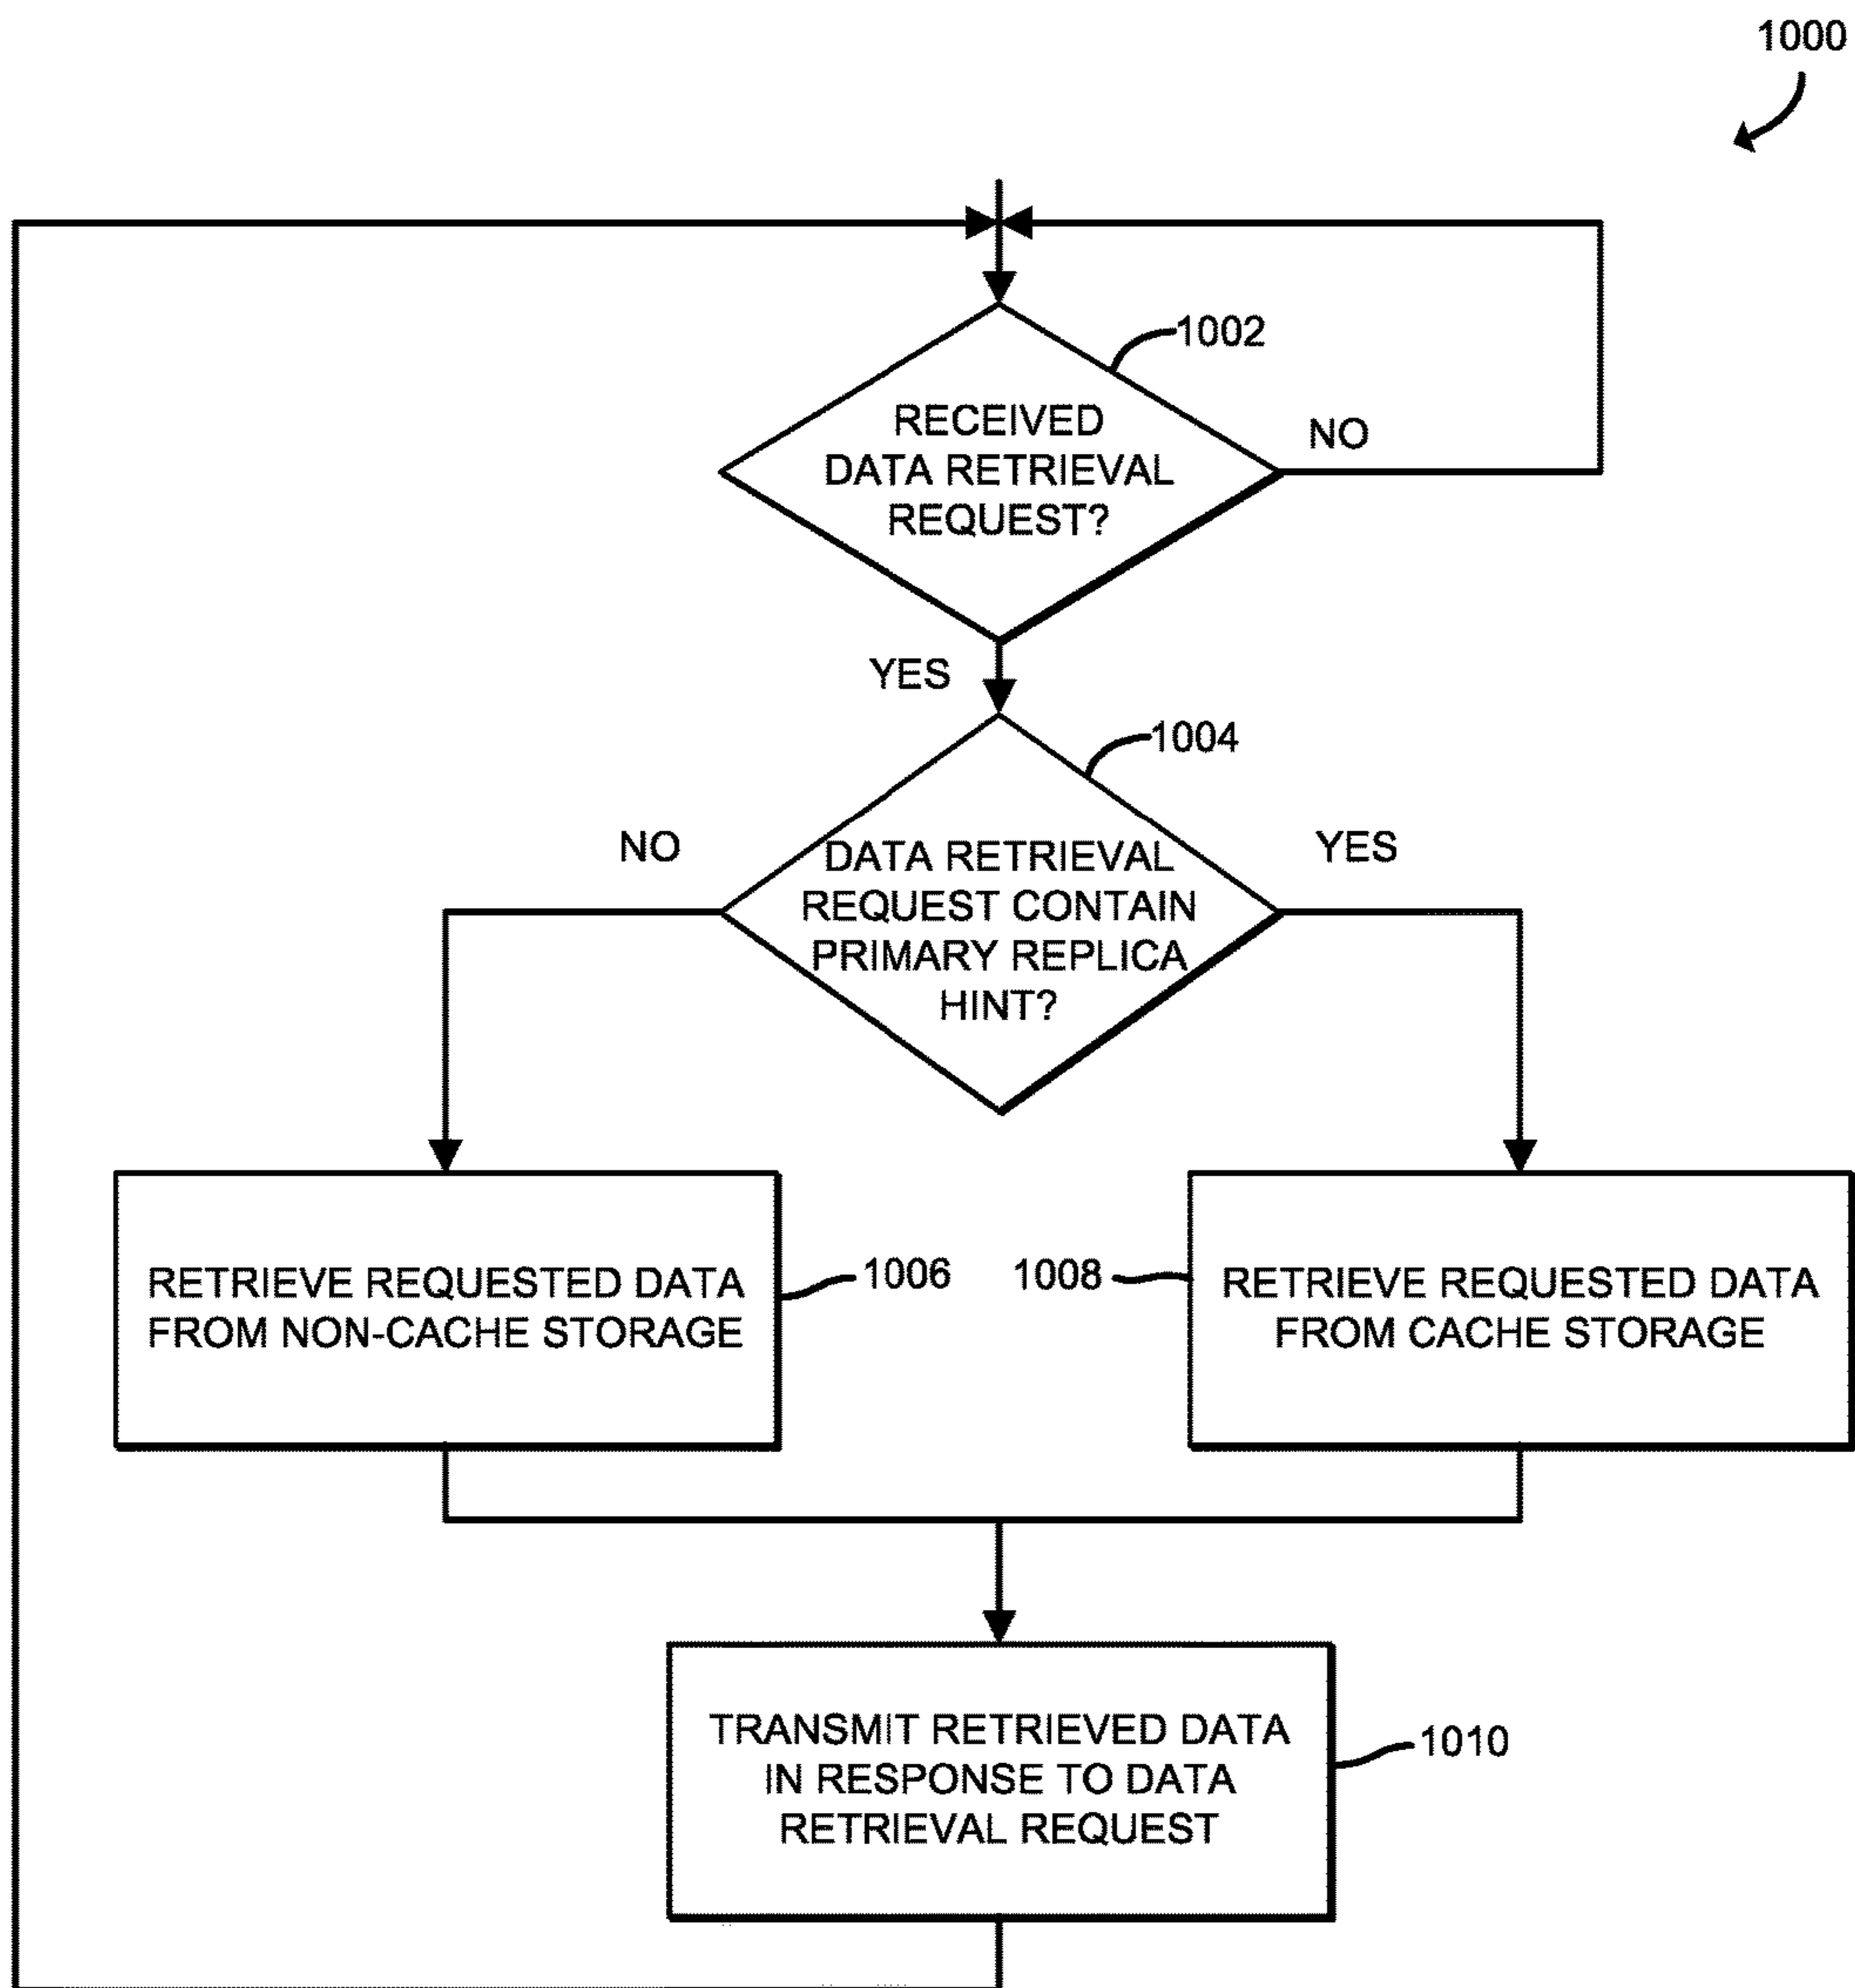 1000
1002
RECEIVED
DATA RETRIEVAL
REQUEST?
NO
YES
1004
NO
YES
DATA RETRIEVAL
REQUEST CONTAIN
PRIMARY REPLICA
HINT?
RETRIEVE REQUESTED DATA
FROM NON-CACHE STORAGE
1006
1008
RETRIEVE REQUESTED DATA
FROM CACHE STORAGE
TRANSMIT RETRIEVED DATA
IN RESPONSE TO DATA
RETRIEVAL REQUEST
1010